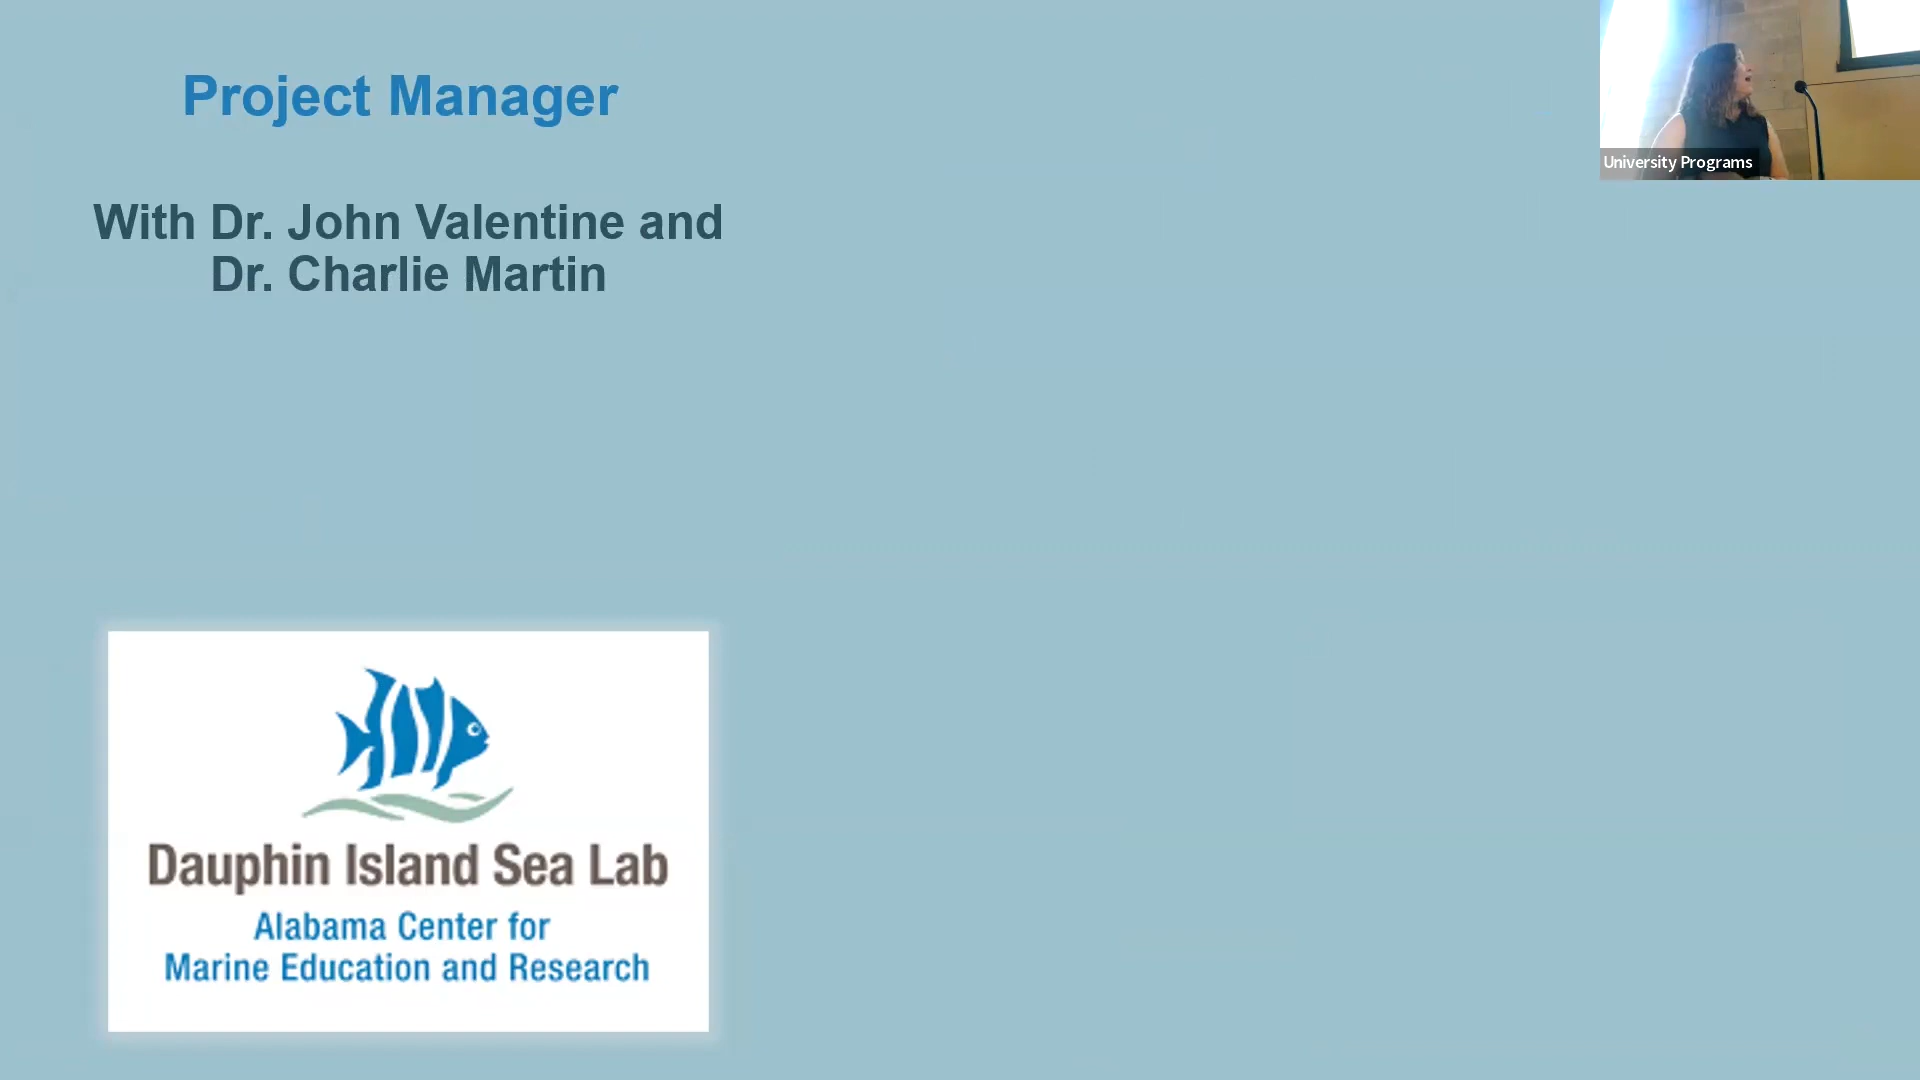 Project Manager
With Dr. John Valentine and
Dr. Charlie Martin
University Programs
Dauphin Island Sea Lab
Alabama Center for
Marine Education and Research